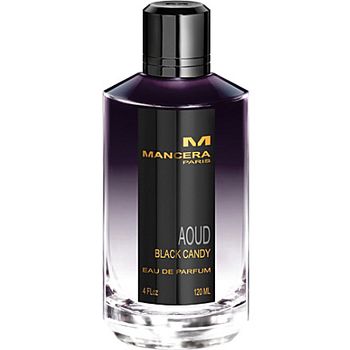 M
MANCERA
PARIS
AOUD
BLACK CANDY
EAU DE PARFUM
4 Fl.oz 120 ML